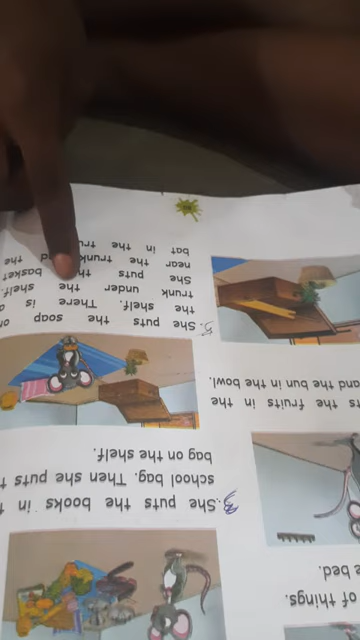 of things.
bed.
the fruits in the
and the bun in the bowl.
3. She puts the books in
school bag. Then she puts
bag on the shelf.
5. She puts the soap
the shelf. There is a
trunk under the shelf.
She puts the basket
near the trunk the
bat in the